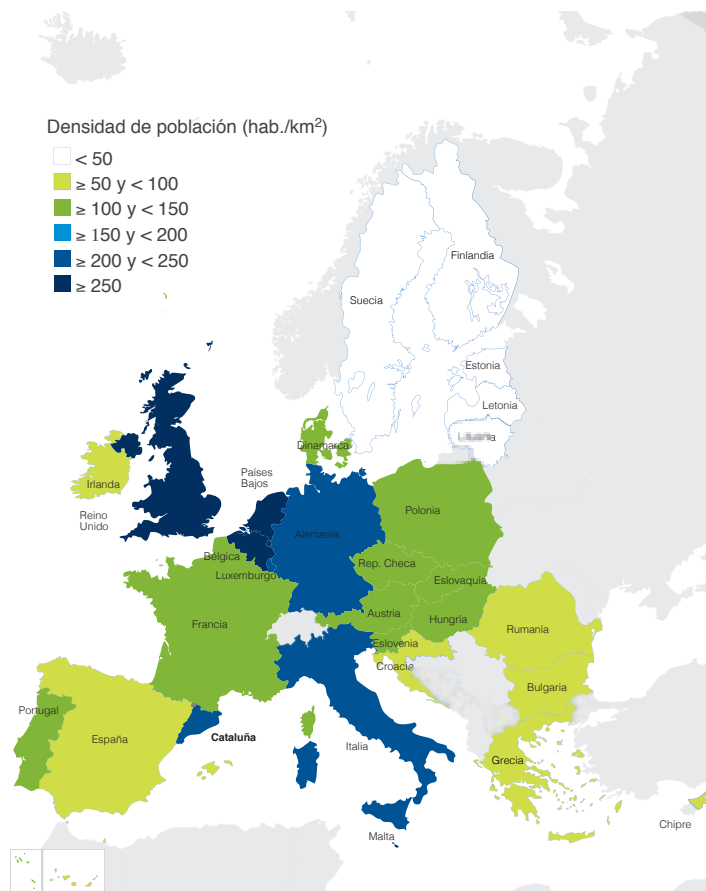 Densidad de población (hab./km²)
< 50
≥ 50 y < 100
≥ 100 y < 150
≥ 150 y < 200
≥ 200 y < 250
≥ 250
Finlandia
Suecia
Estonia
Letonia
Dinamarca
Países
Bajos
Irlanda
Reino
Unido
Polonia
Alemania
Bélgica
Rep. Checa
Luxemburgo
Eslovaquia
Austria
Hungría
Francia
Rumanía
Eslovenia
Croacia
Bulgaria
Portugal
España
Cataluña
Italia
Grecia
Chipre
Malta